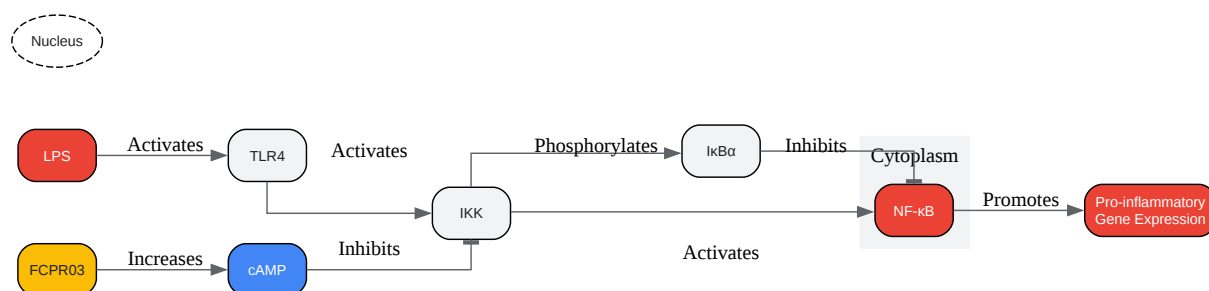 Nucleus
LPS
Activates
TLR4
Activates
Phosphorylates
IκBα
Inhibits
Cytoplasm
IKK
NF-κB
Promotes
Pro-inflammatory
Gene Expression
FCPR03
Increases
cAMP
Inhibits
Activates